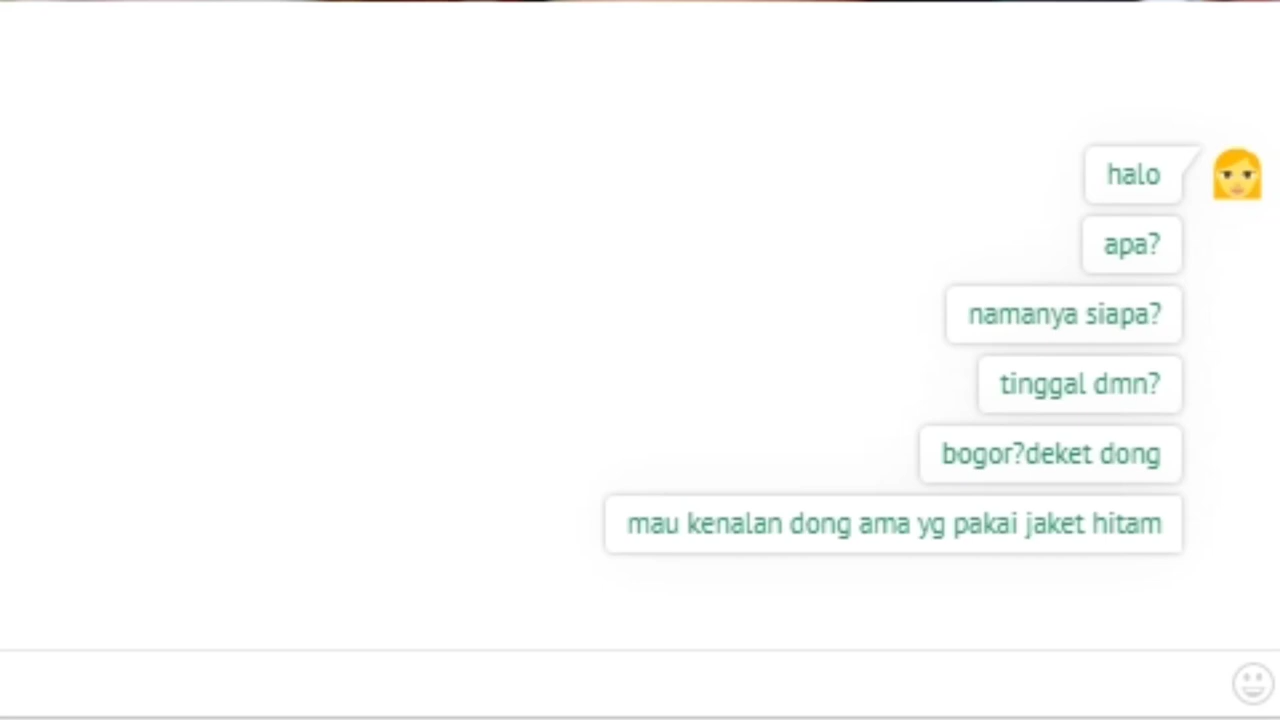 halo
apa?
namanya siapa?
tinggal dmn?
bogor?deket dong
mau kenalan dong ama yg pakai jaket hitam